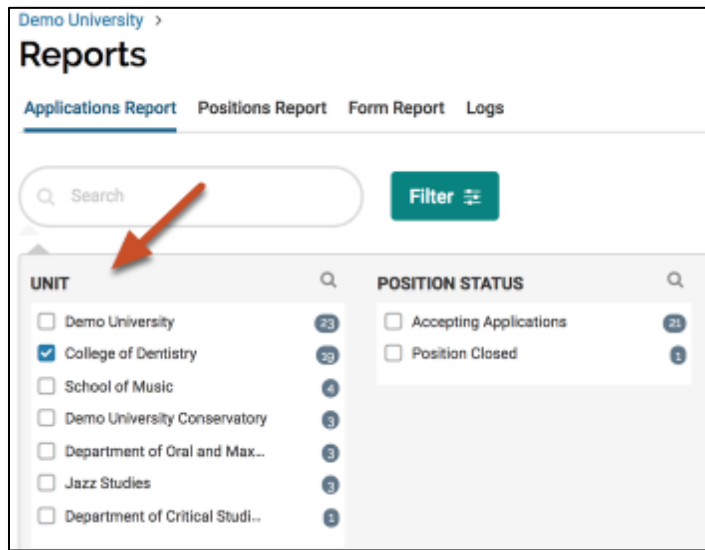 Demo University >
Reports
Applications Report Positions Report Form Report Logs
Search
Filter
UNIT
Demo University 23
College of Dentistry 19
School of Music 4
Demo University Conservatory 3
Department of Oral and Max... 3
Jazz Studies 3
Department of Critical Studi... 1
POSITION STATUS
Accepting Applications 21
Position Closed 1